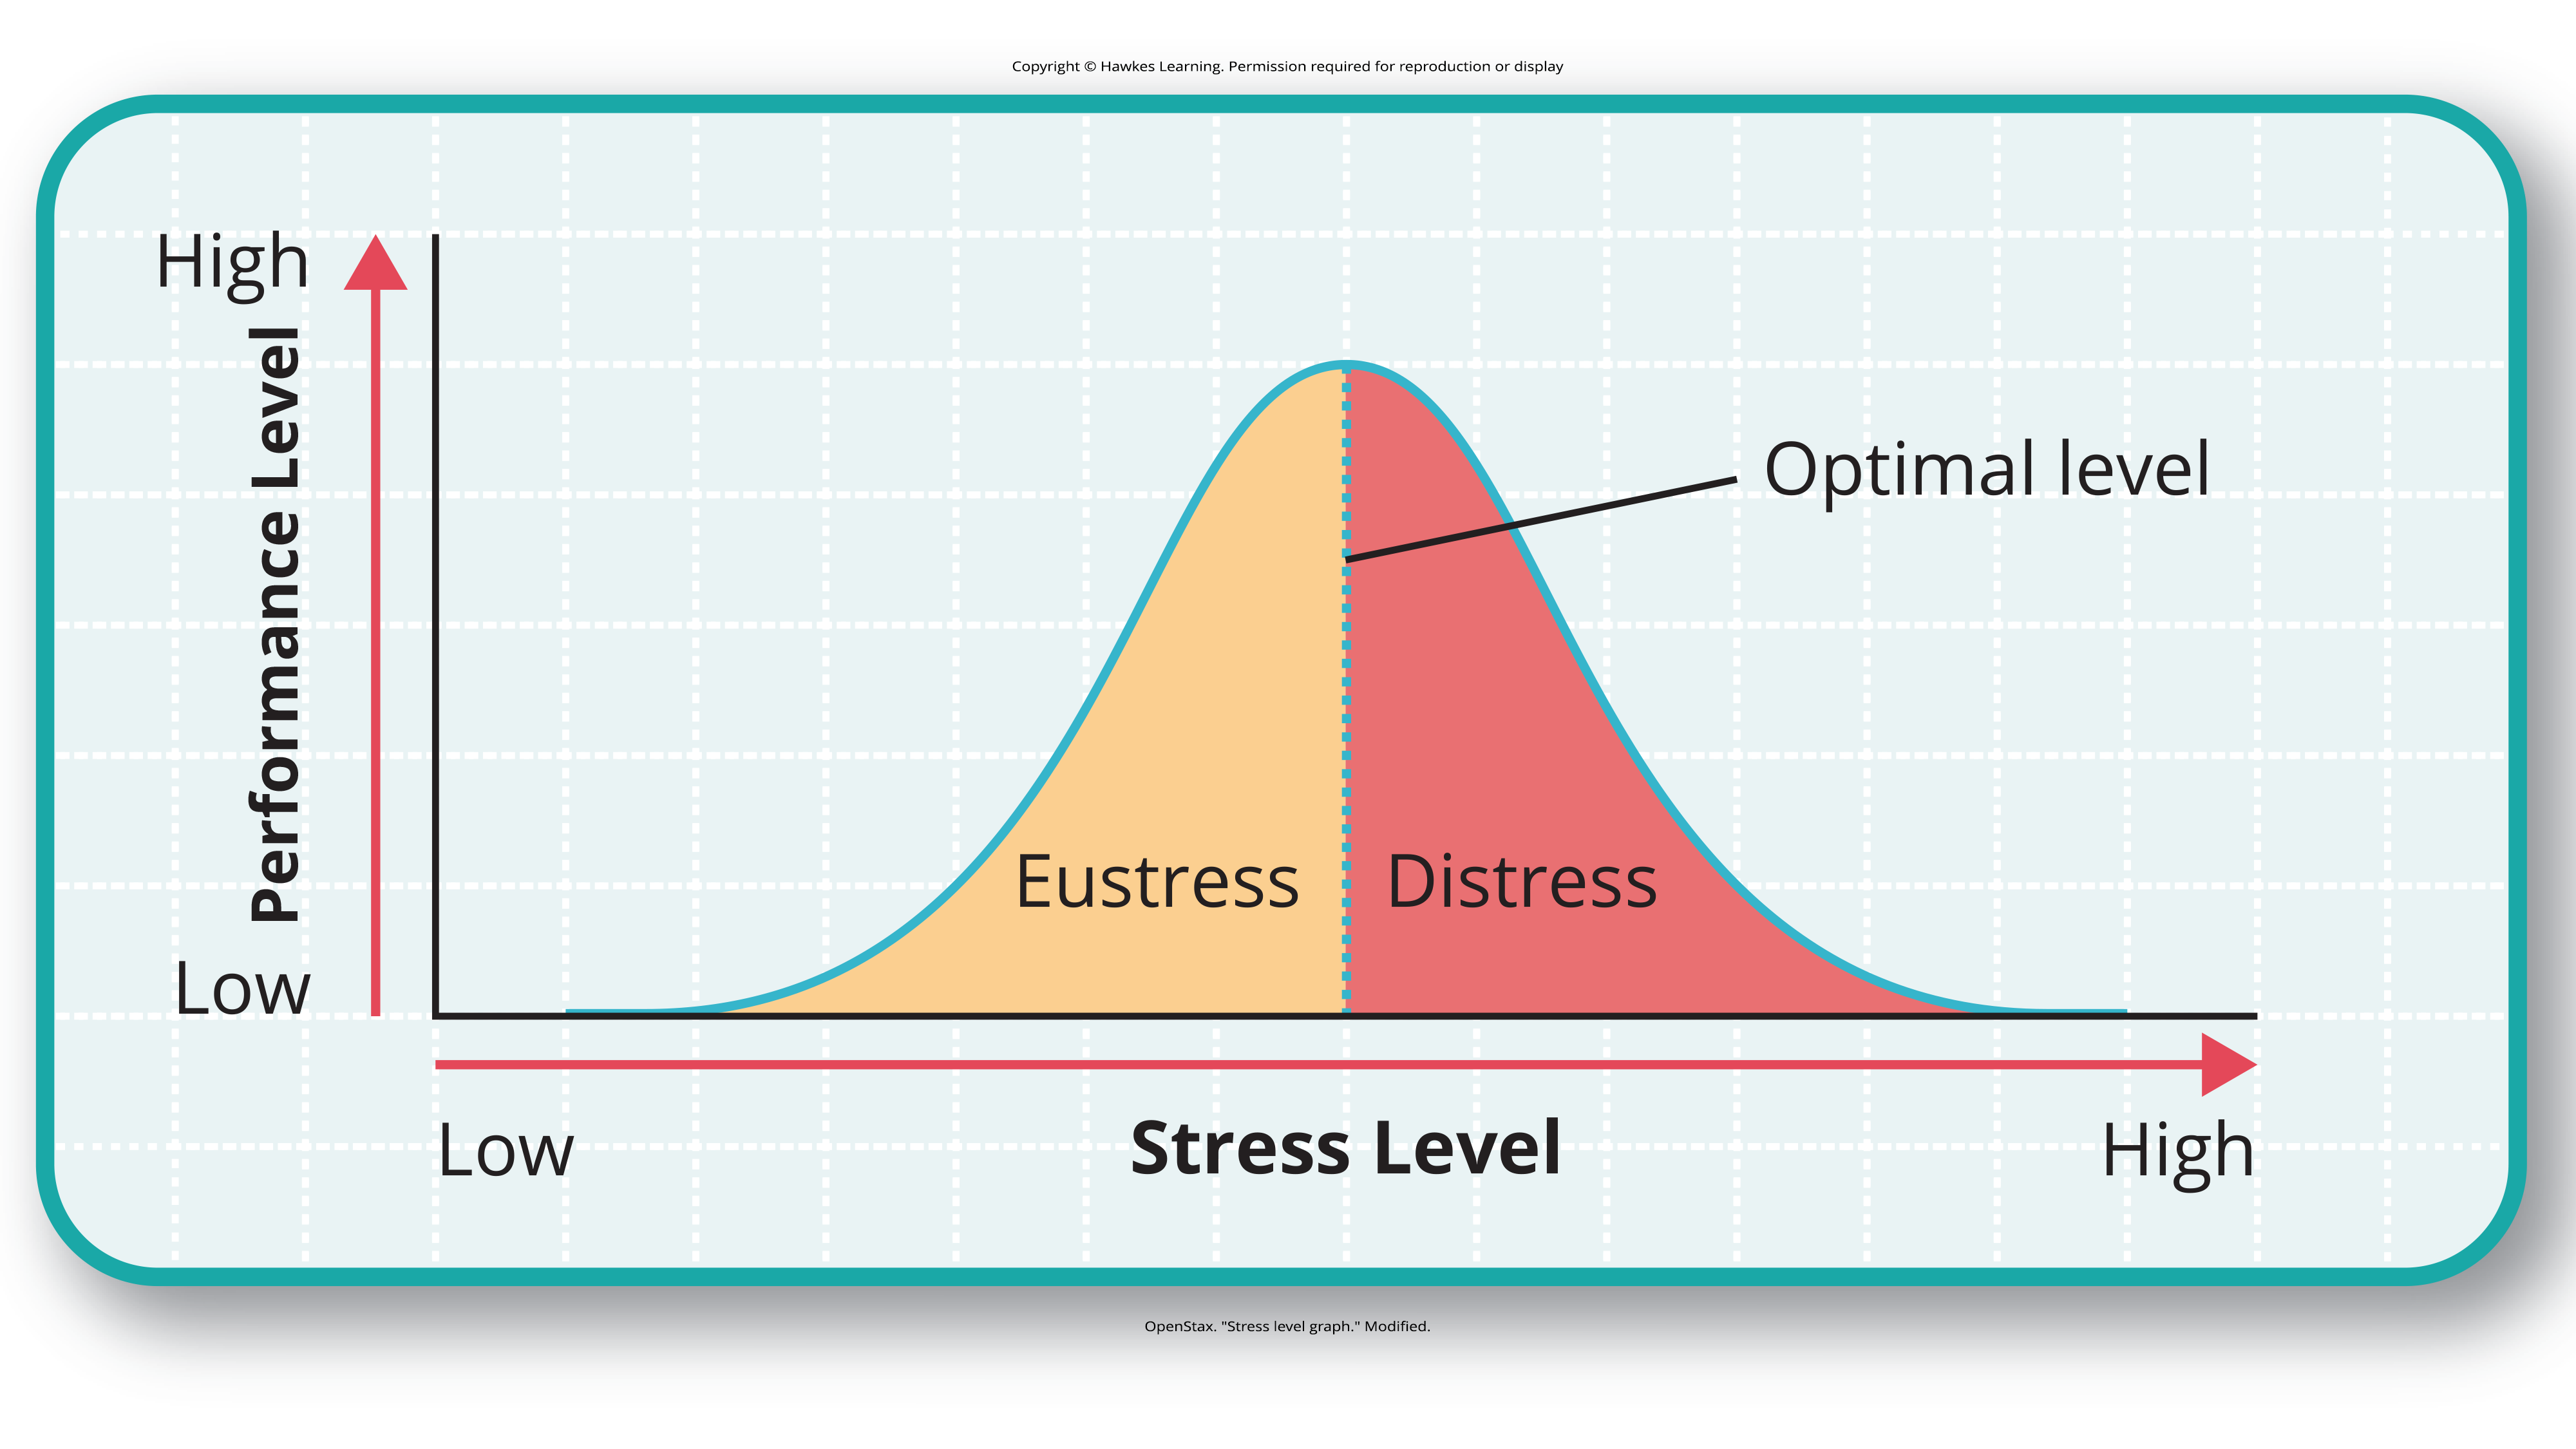 Copyright © Hawkes Learning. Permission required for reproduction or display
High
Performance Level
Low
Optimal level
Eustress
Distress
Low
Stress Level
High
OpenStax. "Stress level graph." Modified.